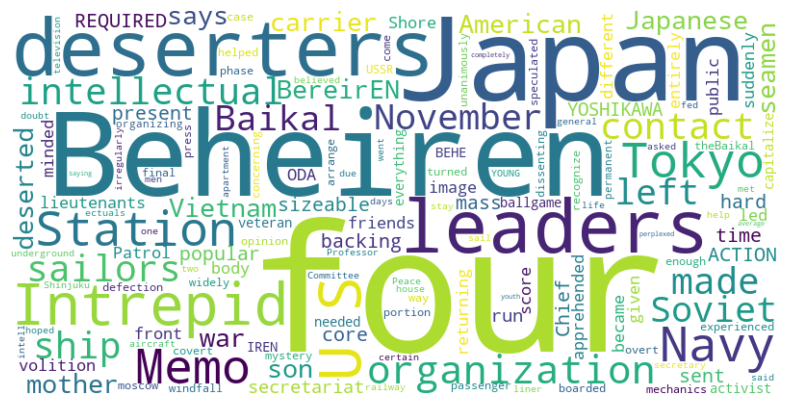 REQUIRED says carrier Shore American Japanese
television case helped phase USSR come
deserters Japan
intellectual BereirEN suddenly different entirely public seamen
believed unanimously completely speculated
doubt present Baikal November YOSHIKAWA contact capitalize
organizing press final fed general theBaikal
minded irregularly apartment concerning ODA BEHE
Beheiren Tokyo
deserted lieutenants Vietnam sizeable arrange due men
everything turned went image mass YOUNG ballgame asked days dissenting
recognize permanent life met left hard led
Station friends backing leaders time
underground Patrol popular veteran body opinion stay sail help perplexed average
saying ectuals one two
sailors four made ACTION
Shinjuku defection widely Committee Professor Peace house way
Intrepid us core run score Chief apprehended returning given became enough Soviet
intell hoped aircraft front war needed portion
ship volition covert IREN mystery certain youth experienced overt
mother Memo son organization sent Navy
moscow windfall secretariat railway liner passenger boarded secretary said mechanics activist